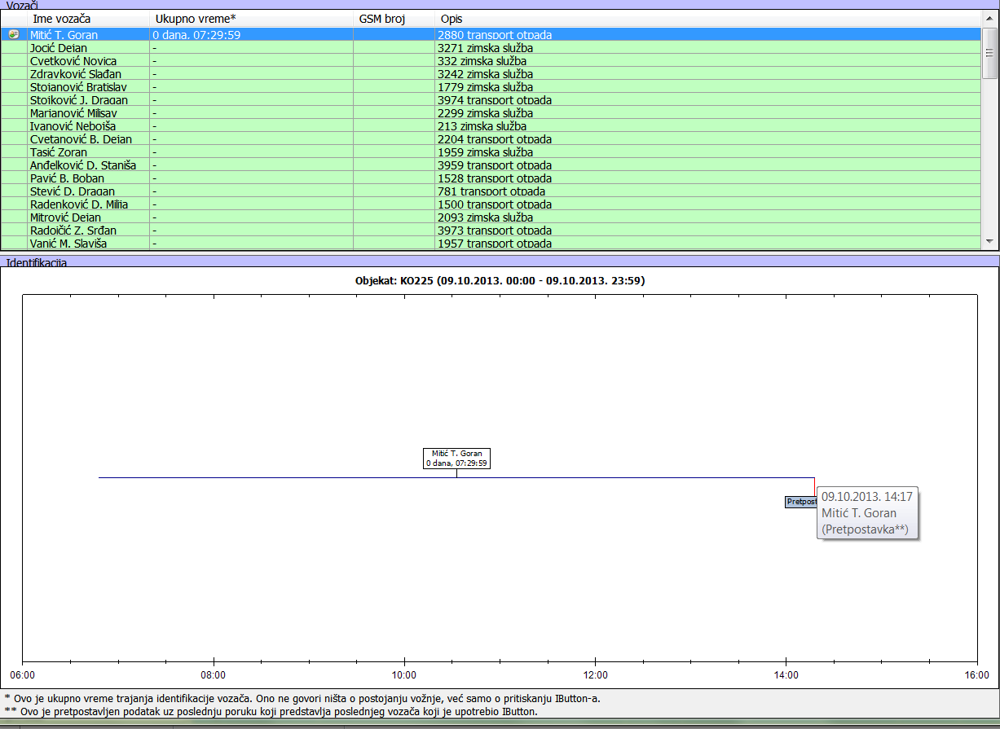 Vozači
Ime vozača Ukupno vreme* GSM broj Opis
Mitić T. Goran 0 dana, 07:29:59 2880 transport otpada
Jocić Dejan - 3271 zimska služba
Cvetković Novica - 332 zimska služba
Zdravković Slađan - 3242 zimska služba
Stojanović Bratislav - 1779 zimska služba
Stojković J. Dragan - 3974 transport otpada
Marjanović Milisav - 2299 zimska služba
Ivanović Nebojša - 213 zimska služba
Cvetanović B. Dejan - 2204 transport otpada
Tasić Zoran - 1959 zimska služba
Anđelković D. Staniša - 3959 transport otpada
Pavić B. Boban - 1528 transport otpada
Stević D. Dragan - 781 transport otpada
Radenković D. Milija - 1500 transport otpada
Mitrović Dejan - 2093 zimska služba
Radojčić Z. Srđan - 3973 transport otpada
Vanić M. Slaviša - 1957 transport otpada
Identifikacija
Objekat: KO225 (09.10.2013. 00:00 - 09.10.2013. 23:59)
Mitić T. Goran
0 dana, 07:29:59
Pretpost
09.10.2013. 14:17
Mitić T. Goran
(Pretpostavka**)
06:00 08:00 10:00 12:00 14:00 16:00
* Ovo je ukupno vreme trajanja identifikacije vozača. Ono ne govori ništa o postojanju vožnje, već samo o pritiskanju IButton-a.
** Ovo je pretpostavljen podatak uz poslednju poruku koji predstavlja poslednjeg vozača koji je upotrebio IButton.